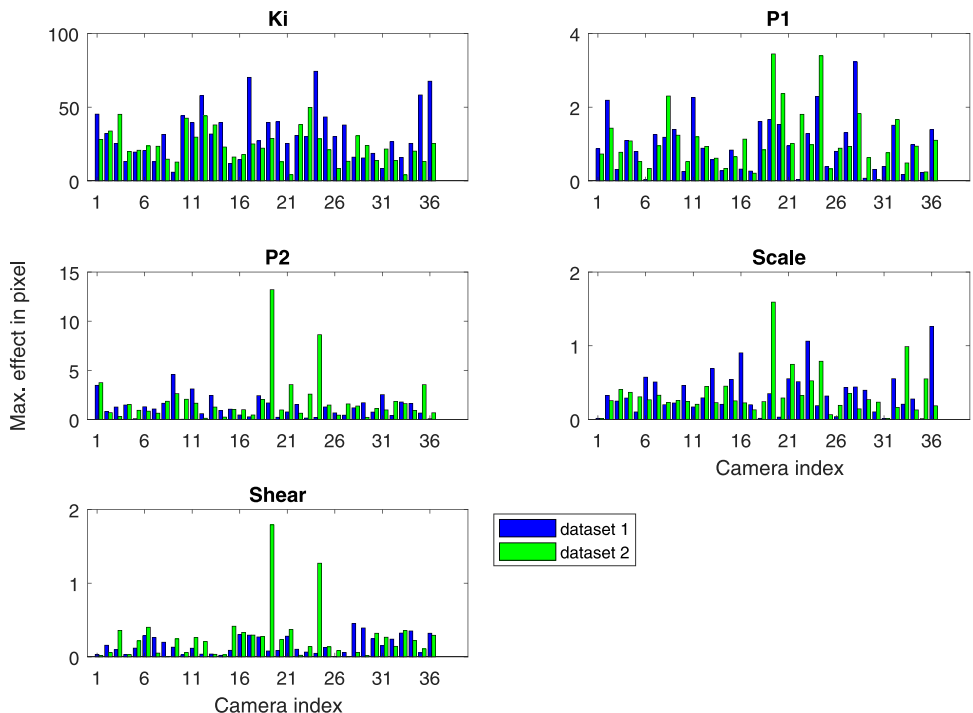 Ki
100
50
0
1 6 11 16 21 26 31 36
P1
4
2
0
1 6 11 16 21 26 31 36
Max. effect in pixel
P2
15
10
5
0
1 6 11 16 21 26 31 36
Scale
2
1
0
1 6 11 16 21 26 31 36
Camera index
Shear
2
1
0
1 6 11 16 21 26 31 36
Camera index
dataset 1
dataset 2